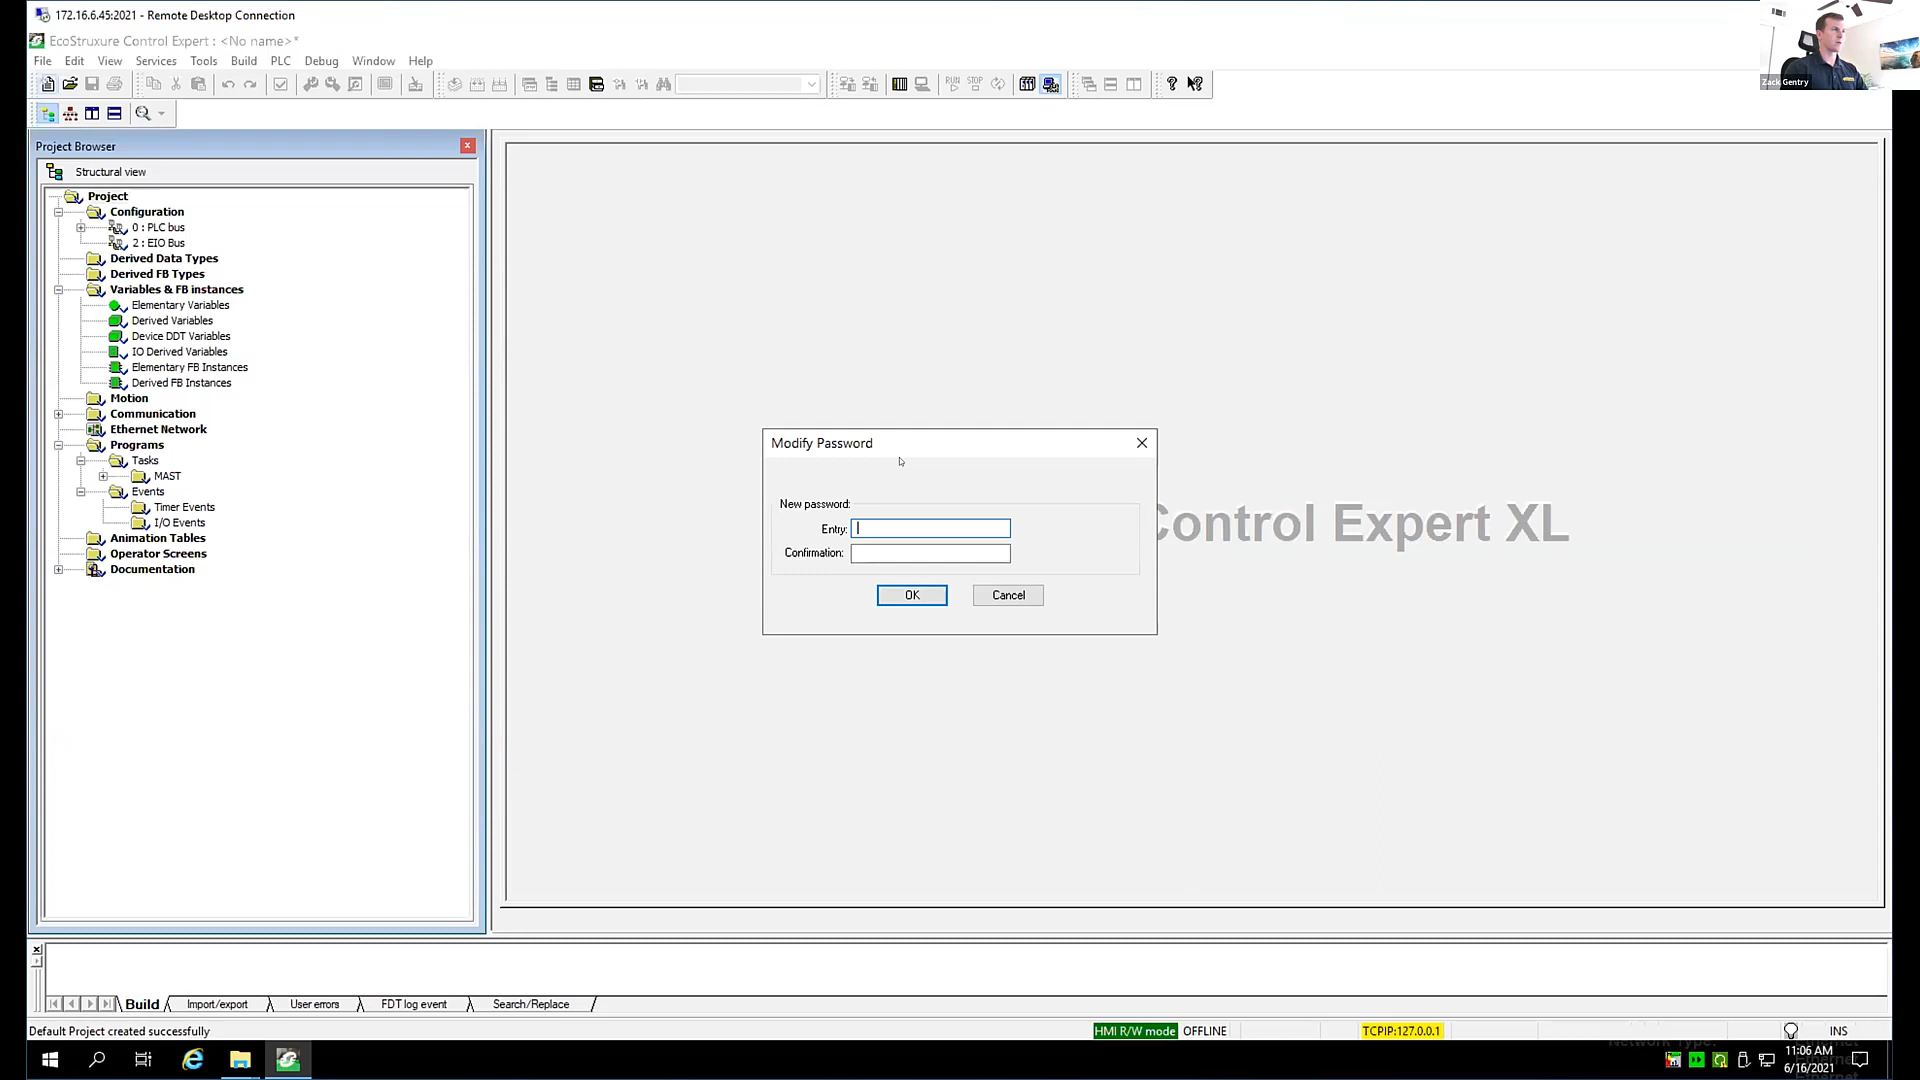 172.16.6.45:2021 - Remote Desktop Connection
EcoStruxure Control Expert : <No name>*
File Edit View Services Tools Build PLC Debug Window Help
RUN STOP
Zack Gentry
Project Browser
Structural view
Project
Configuration
0 : PLC bus
2 : EIO Bus
Derived Data Types
Derived FB Types
Variables & FB instances
Elementary Variables
Derived Variables
Device DDT Variables
IO Derived Variables
Elementary FB Instances
Derived FB Instances
Motion
Communication
Ethernet Network
Programs
Tasks
MAST
Events
Timer Events
I/O Events
Animation Tables
Operator Screens
Documentation
Modify Password
New password:
Entry:
Confirmation:
OK Cancel
Control Expert XL
Build Import/export User errors FDT log event Search/Replace
Default Project created successfully
HMI R/W mode OFFLINE TCPIP:127.0.0.1 INS
Network Type:
11:06 AM
6/16/2021